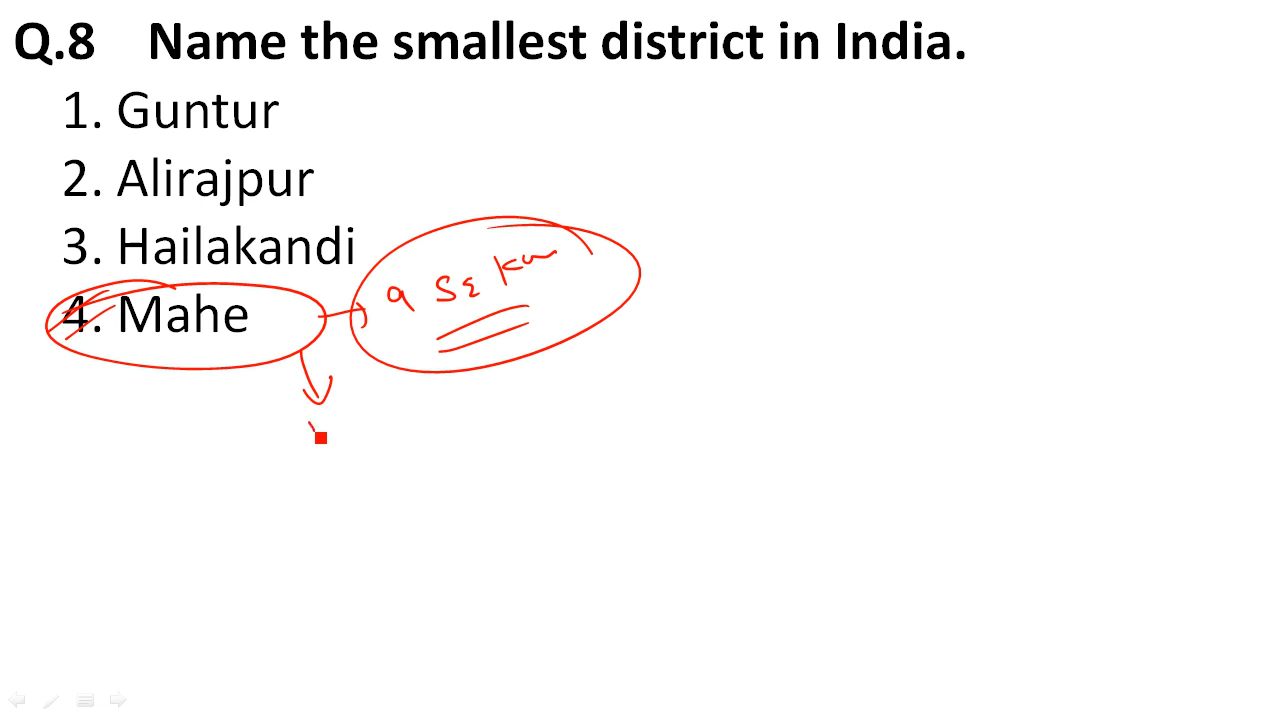 Q.8 Name the smallest district in India.
1. Guntur
2. Alirajpur
3. Hailakandi
4. Mahe
9 Sq km